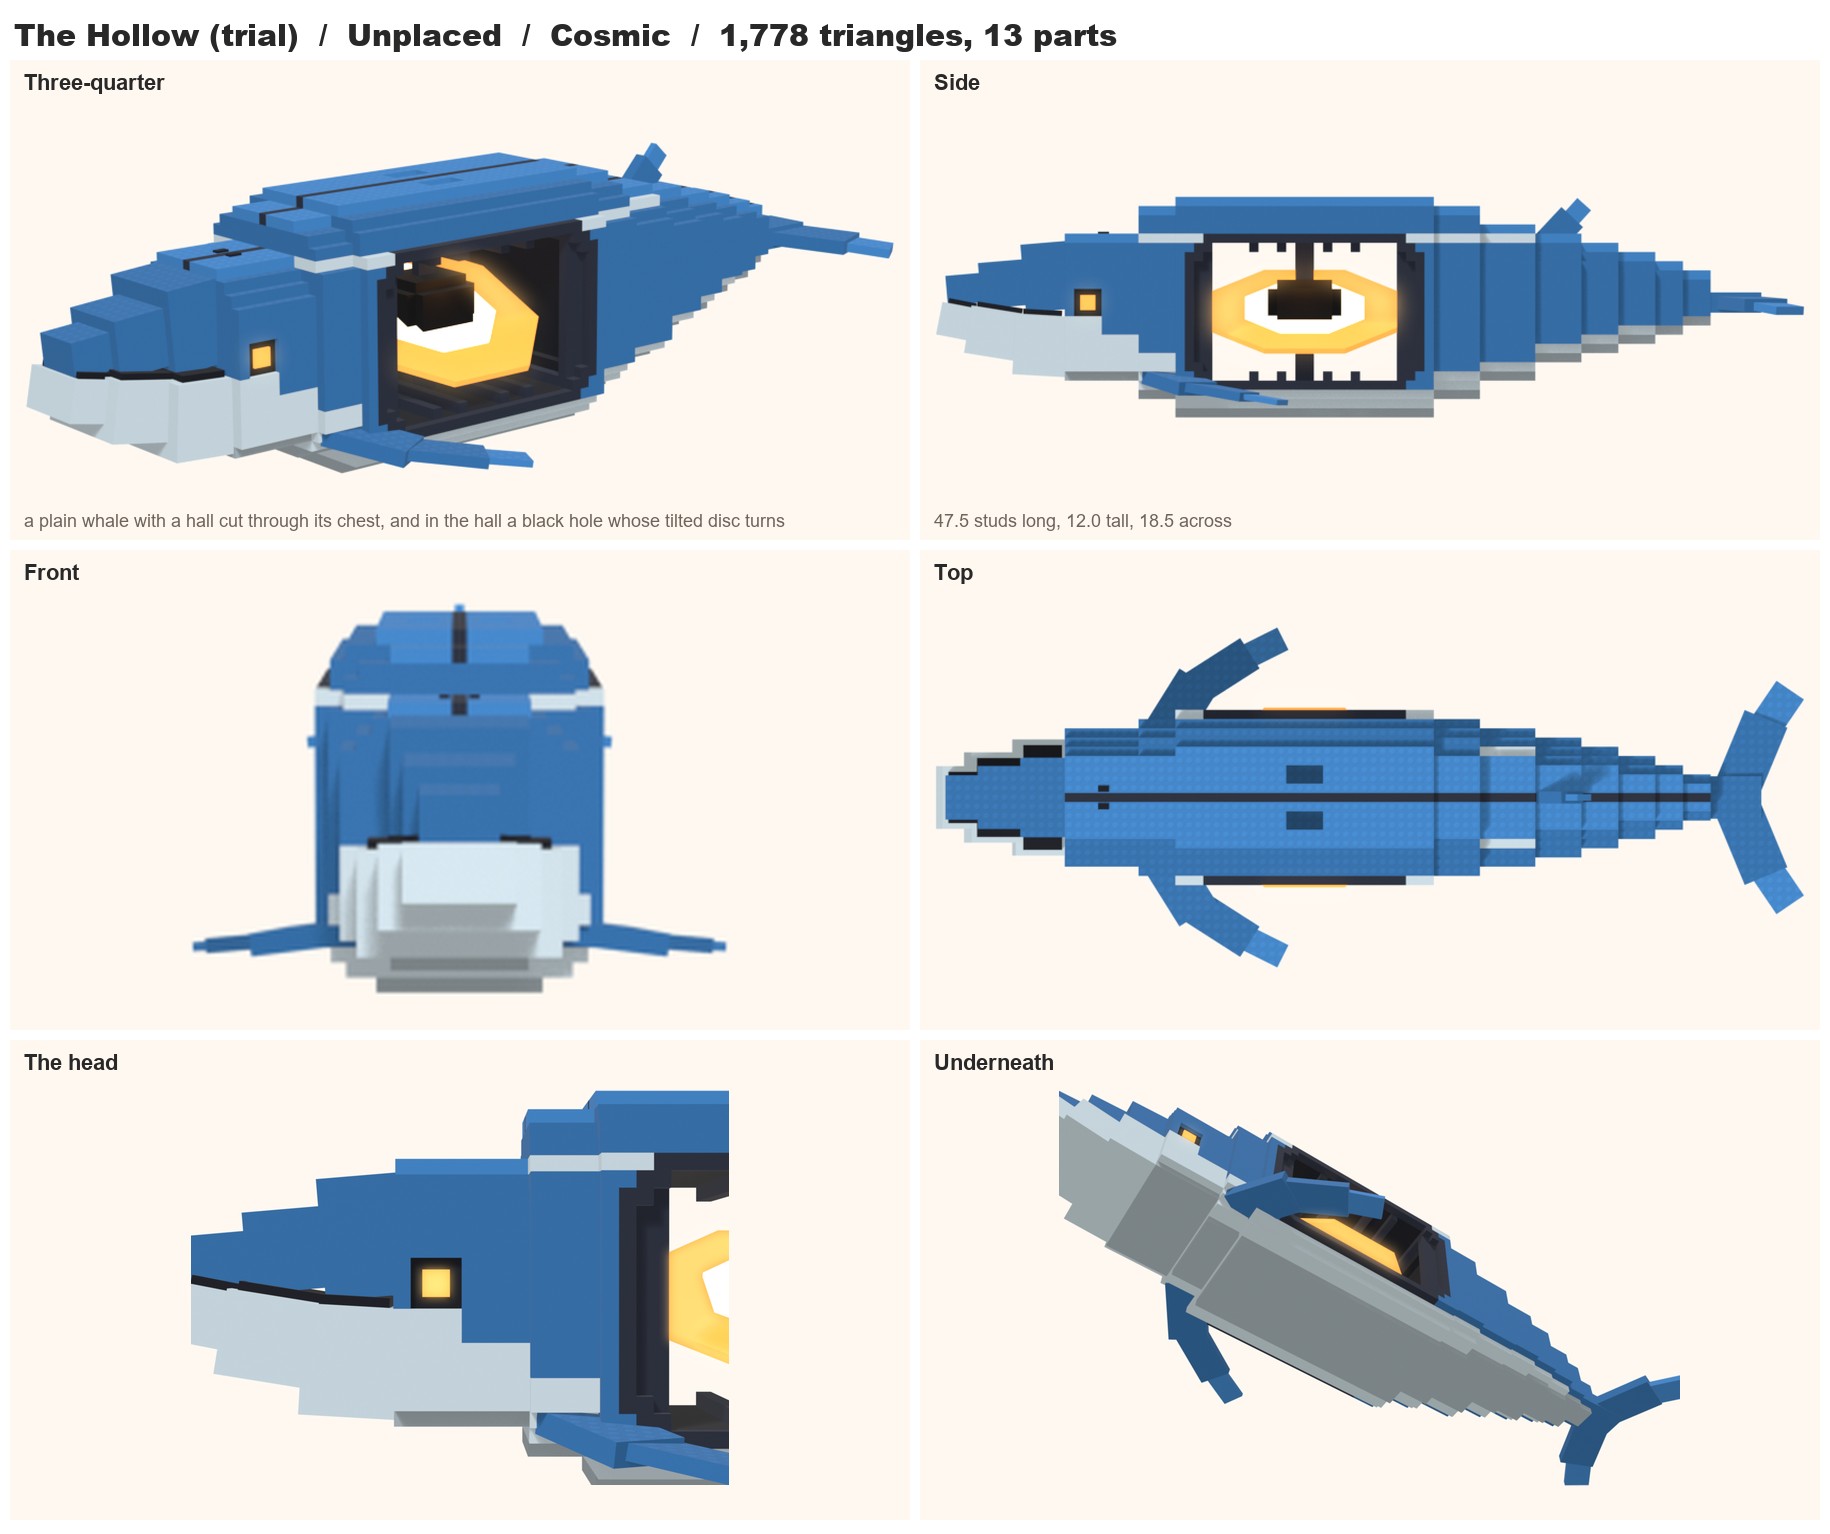 The Hollow (trial) / Unplaced / Cosmic / 1,778 triangles, 13 parts
Three-quarter
Side
a plain whale with a hall cut through its chest, and in the hall a black hole whose tilted disc turns
47.5 studs long, 12.0 tall, 18.5 across
Front
Top
The head
Underneath